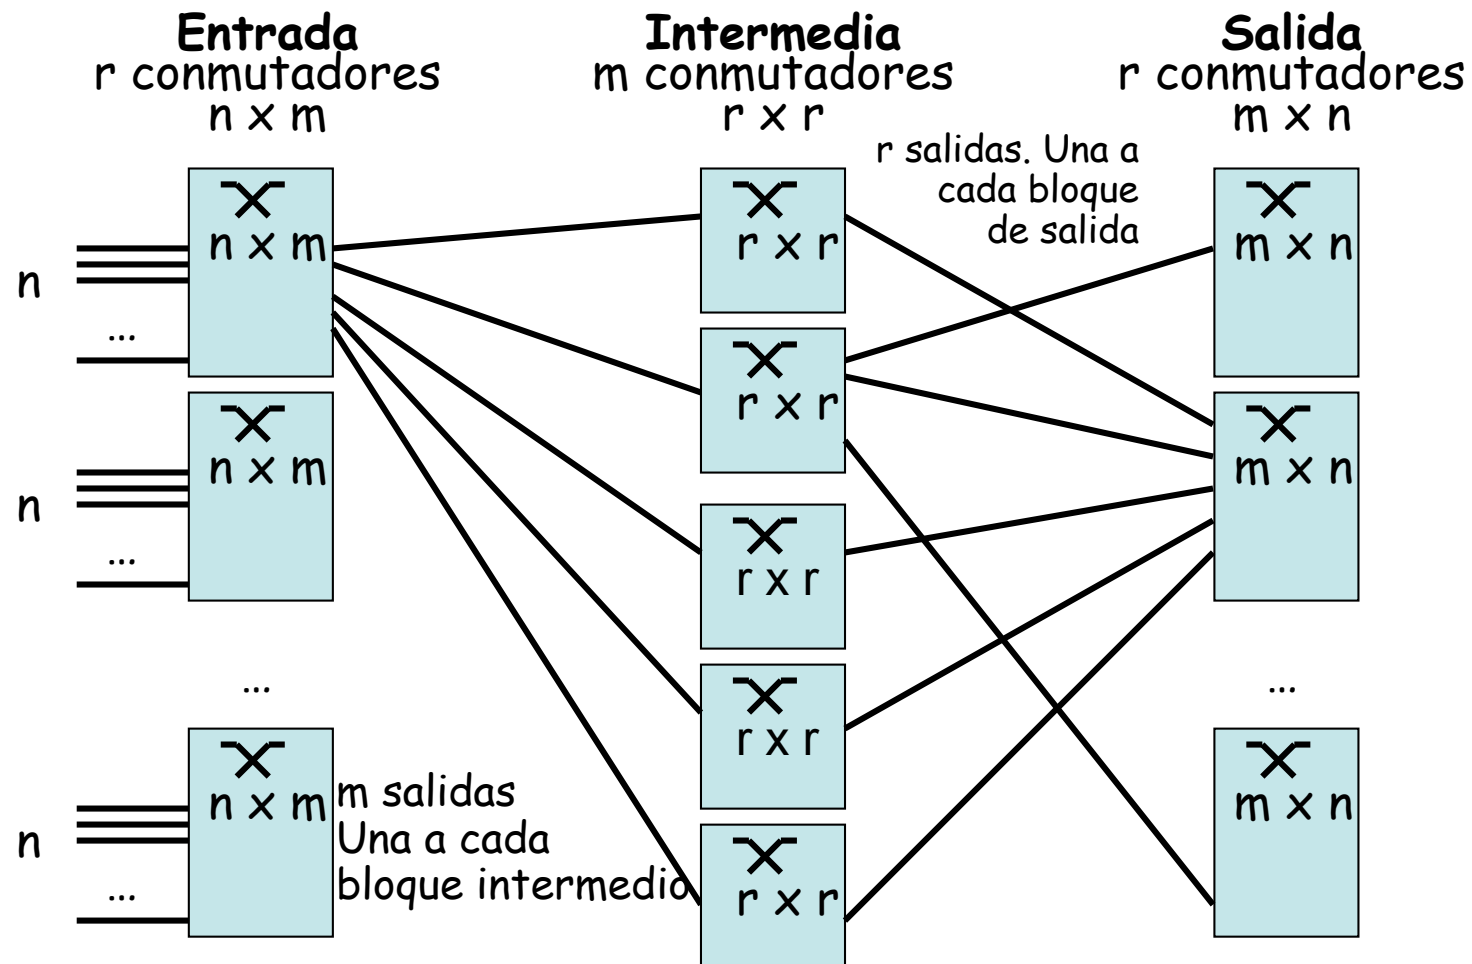 Entrada
r conmutadores
n x m
Intermedia
m conmutadores
r x r
Salida
r conmutadores
m x n
r salidas. Una a
cada bloque
de salida
n
...
n x m
n
...
n x m
...
n
...
n x m
m salidas
Una a cada
bloque intermedio
r x r
r x r
r x r
r x r
r x r
m x n
m x n
...
m x n